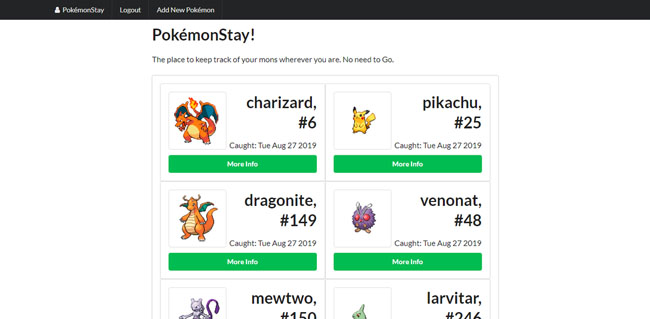 PokémonStay Logout Add New Pokémon
PokémonStay!
The place to keep track of your mons wherever you are. No need to Go.
charizard,
#6
Caught: Tue Aug 27 2019
More Info
pikachu,
#25
Caught: Tue Aug 27 2019
More Info
dragonite,
#149
Caught: Tue Aug 27 2019
More Info
venonat,
#48
Caught: Tue Aug 27 2019
More Info
mewtwo,
#150
larvitar,
#246